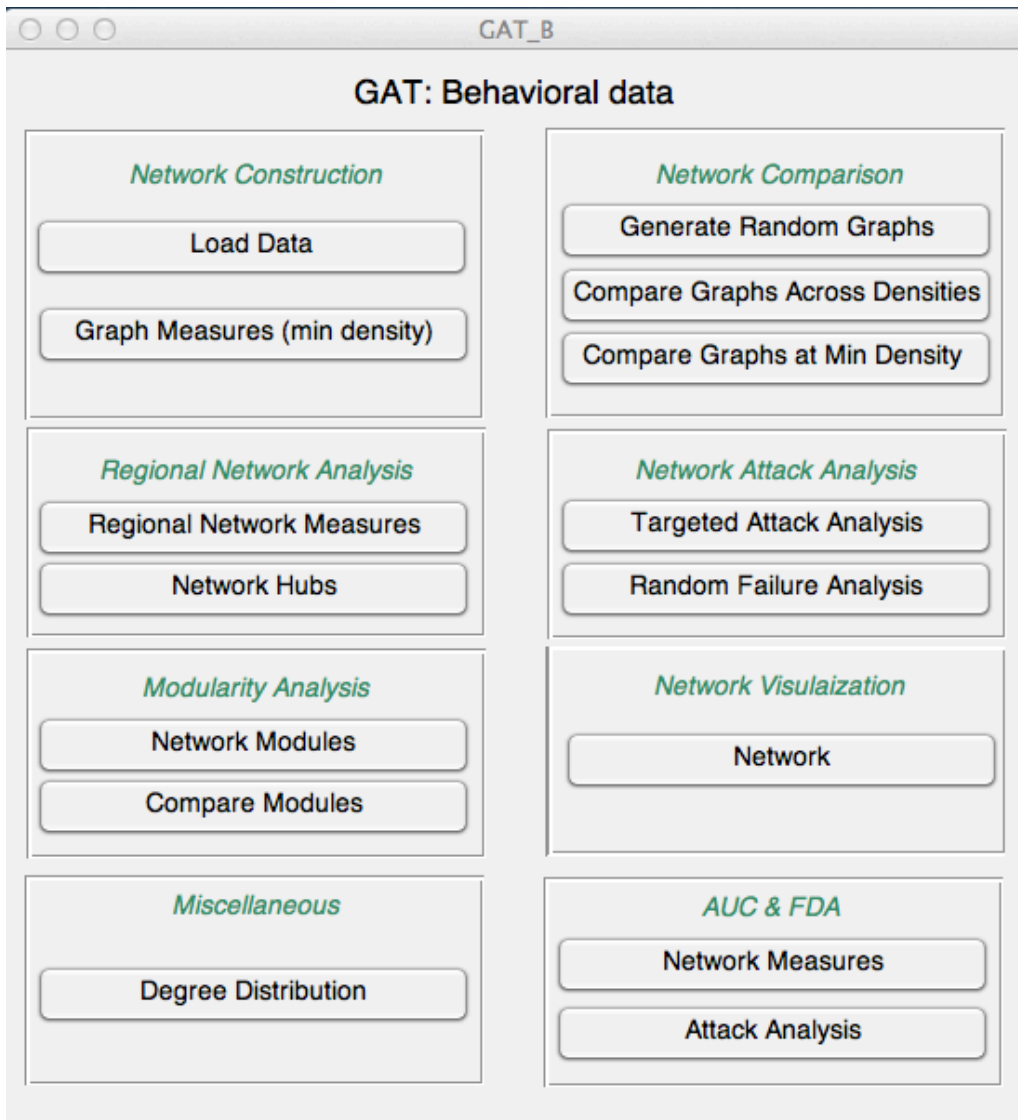 GAT_B
GAT: Behavioral data
Network Construction
Load Data
Graph Measures (min density)
Network Comparison
Generate Random Graphs
Compare Graphs Across Densities
Compare Graphs at Min Density
Regional Network Analysis
Regional Network Measures
Network Hubs
Network Attack Analysis
Targeted Attack Analysis
Random Failure Analysis
Modularity Analysis
Network Modules
Compare Modules
Network Visulaization
Network
Miscellaneous
Degree Distribution
AUC & FDA
Network Measures
Attack Analysis